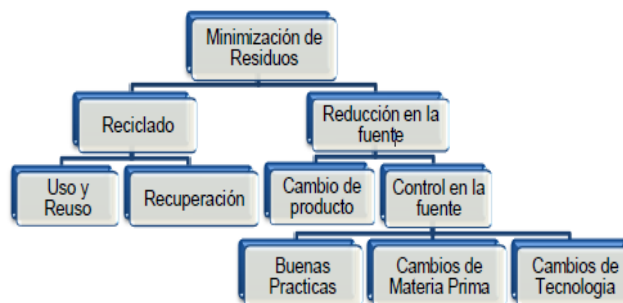 Minimización de
Residuos
Reciclado
Reducción en la
fuente
Uso y
Reuso
Recuperación
Cambio de
producto
Control en la
fuente
Buenas
Practicas
Cambios de
Materia Prima
Cambios de
Tecnologia